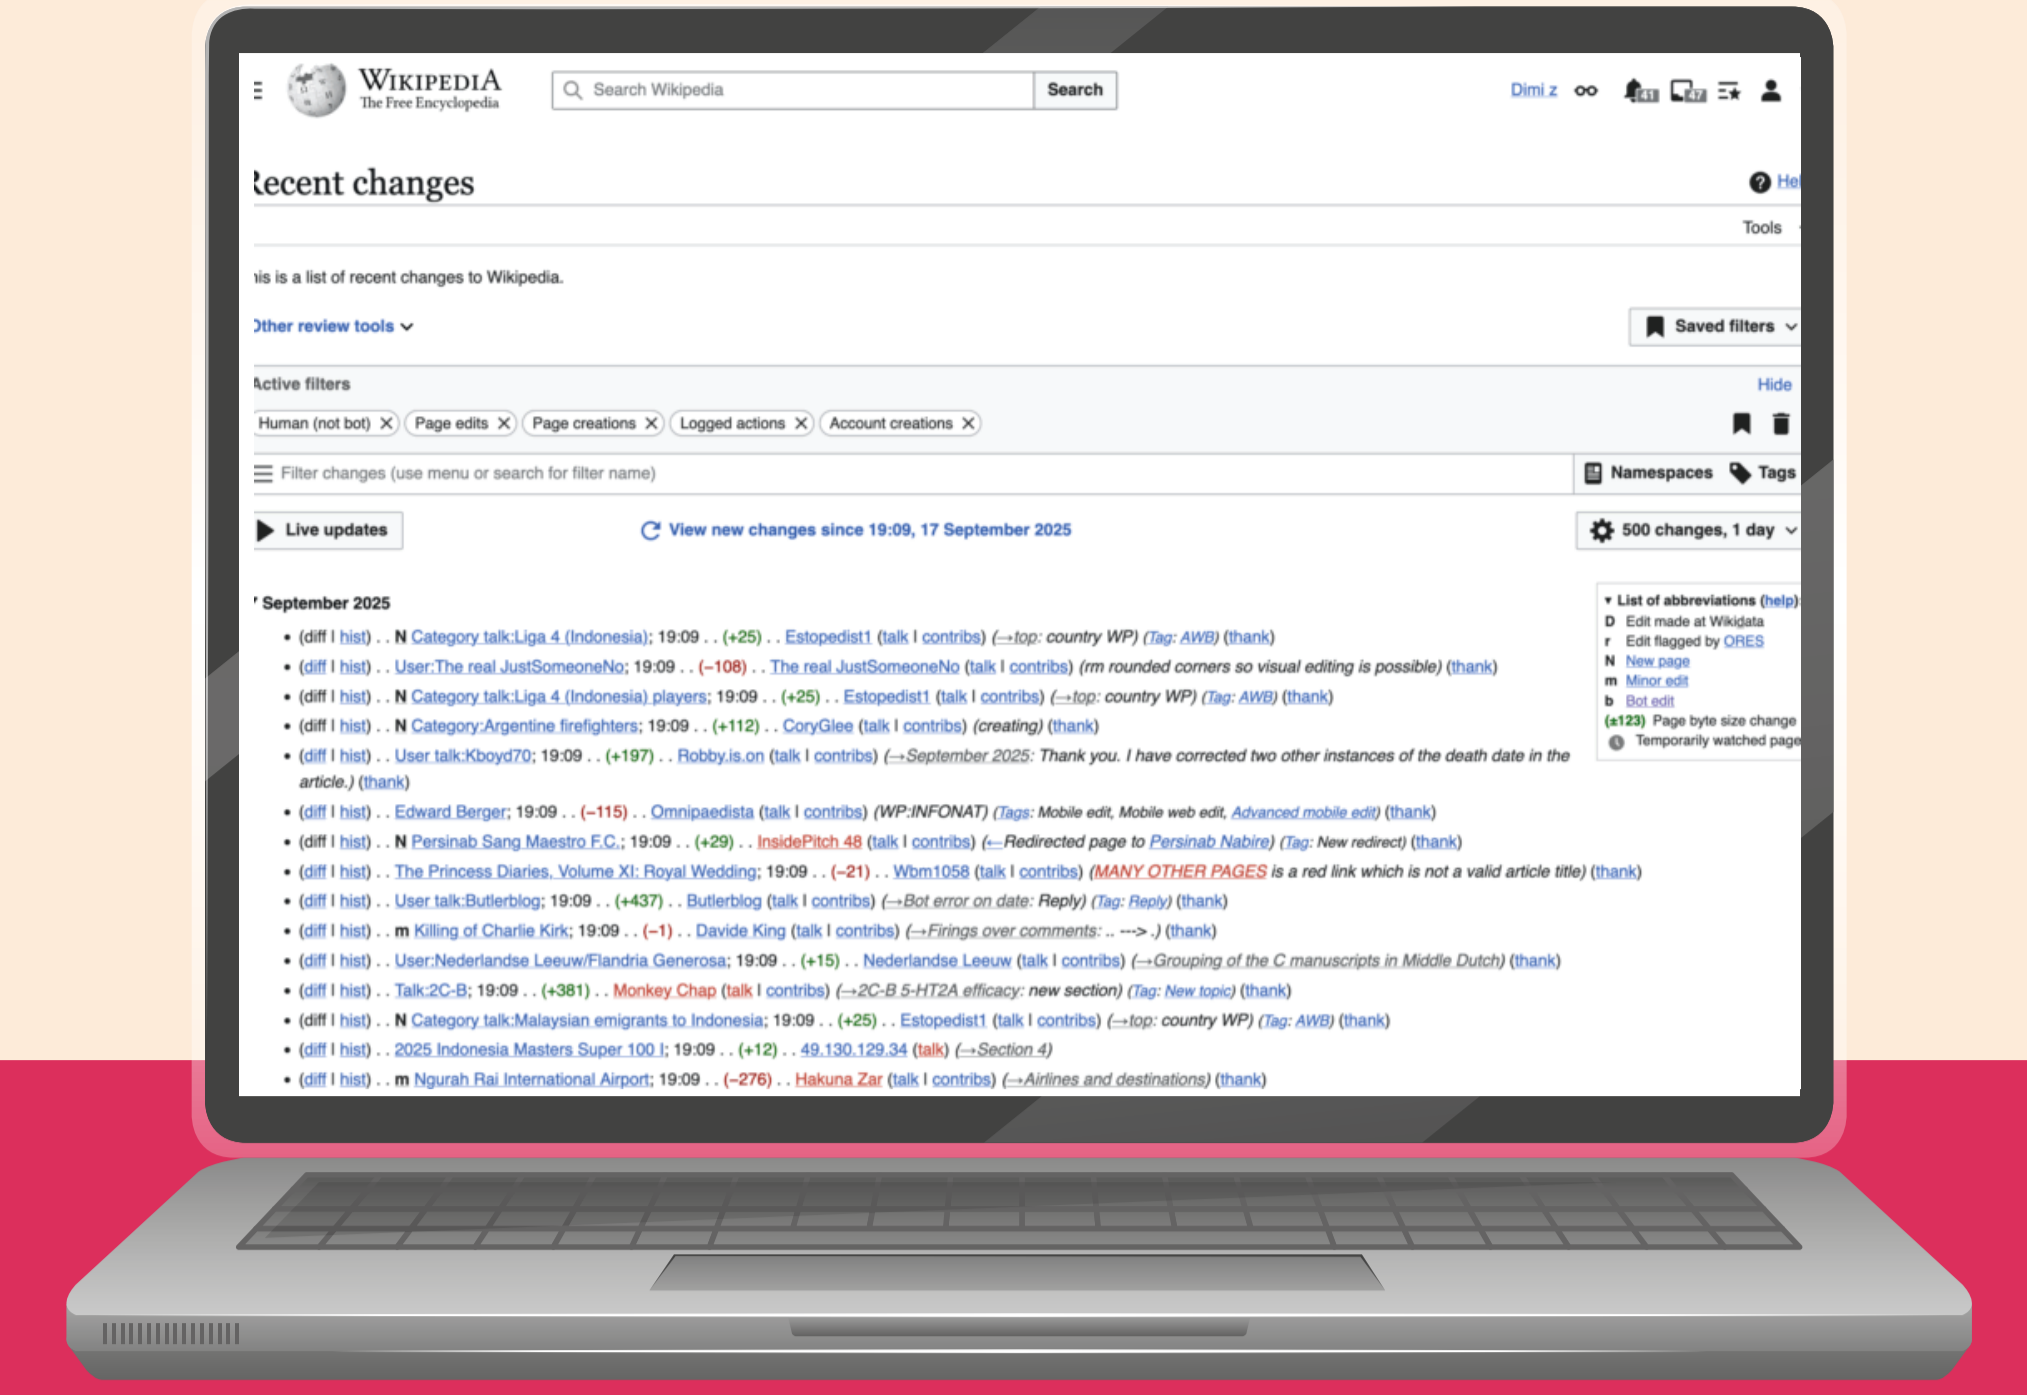 WIKIPEDIA
The Free Encyclopedia
Search Wikipedia
Search
Dimi z
41
47
Recent changes
Hel
Tools
his is a list of recent changes to Wikipedia.
Other review tools
Saved filters
Active filters
Hide
Human (not bot) Page edits Page creations Logged actions Account creations
Filter changes (use menu or search for filter name)
Namespaces Tags
Live updates
View new changes since 19:09, 17 September 2025
500 changes, 1 day
September 2025
• (diff | hist) . . N Category talk:Liga 4 (Indonesia); 19:09 . . (+25) . . Estopedist1 (talk | contribs) (→top: country WP) (Tag: AWB) (thank)
• (diff | hist) . . User:The real JustSomeoneNo; 19:09 . . (−108) . . The real JustSomeoneNo (talk | contribs) (rm rounded corners so visual editing is possible) (thank)
• (diff | hist) . . N Category talk:Liga 4 (Indonesia) players; 19:09 . . (+25) . . Estopedist1 (talk | contribs) (→top: country WP) (Tag: AWB) (thank)
• (diff | hist) . . N Category:Argentine firefighters; 19:09 . . (+112) . . CoryGlee (talk | contribs) (creating) (thank)
• (diff | hist) . . User talk:Kboyd70; 19:09 . . (+197) . . Robby.is.on (talk | contribs) (→September 2025: Thank you. I have corrected two other instances of the death date in the
article.) (thank)
• (diff | hist) . . Edward Berger; 19:09 . . (−115) . . Omnipaedista (talk | contribs) (WP:INFONAT) (Tags: Mobile edit, Mobile web edit, Advanced mobile edit) (thank)
• (diff | hist) . . N Persinab Sang Maestro F.C.; 19:09 . . (+29) . . InsidePitch 48 (talk | contribs) (←Redirected page to Persinab Nabire) (Tag: New redirect) (thank)
• (diff | hist) . . The Princess Diaries, Volume XI: Royal Wedding; 19:09 . . (−21) . . Wbm1058 (talk | contribs) (MANY OTHER PAGES is a red link which is not a valid article title) (thank)
• (diff | hist) . . User talk:Butlerblog; 19:09 . . (+437) . . Butlerblog (talk | contribs) (→Bot error on date: Reply) (Tag: Reply) (thank)
• (diff | hist) . . m Killing of Charlie Kirk; 19:09 . . (−1) . . Davide King (talk | contribs) (→Firings over comments: .. ---> .) (thank)
• (diff | hist) . . User:Nederlandse Leeuw/Flandria Generosa; 19:09 . . (+15) . . Nederlandse Leeuw (talk | contribs) (→Grouping of the C manuscripts in Middle Dutch) (thank)
• (diff | hist) . . Talk:2C-B; 19:09 . . (+381) . . Monkey Chap (talk | contribs) (→2C-B 5-HT2A efficacy: new section) (Tag: New topic) (thank)
• (diff | hist) . . N Category talk:Malaysian emigrants to Indonesia; 19:09 . . (+25) . . Estopedist1 (talk | contribs) (→top: country WP) (Tag: AWB) (thank)
• (diff | hist) . . 2025 Indonesia Masters Super 100 I; 19:09 . . (+12) . . 49.130.129.34 (talk) (→Section 4)
• (diff | hist) . . m Ngurah Rai International Airport; 19:09 . . (−276) . . Hakuna Zar (talk | contribs) (→Airlines and destinations) (thank)
▾ List of abbreviations (help)
D Edit made at Wikidata
r Edit flagged by ORES
N New page
m Minor edit
b Bot edit
(±123) Page byte size change
Temporarily watched page